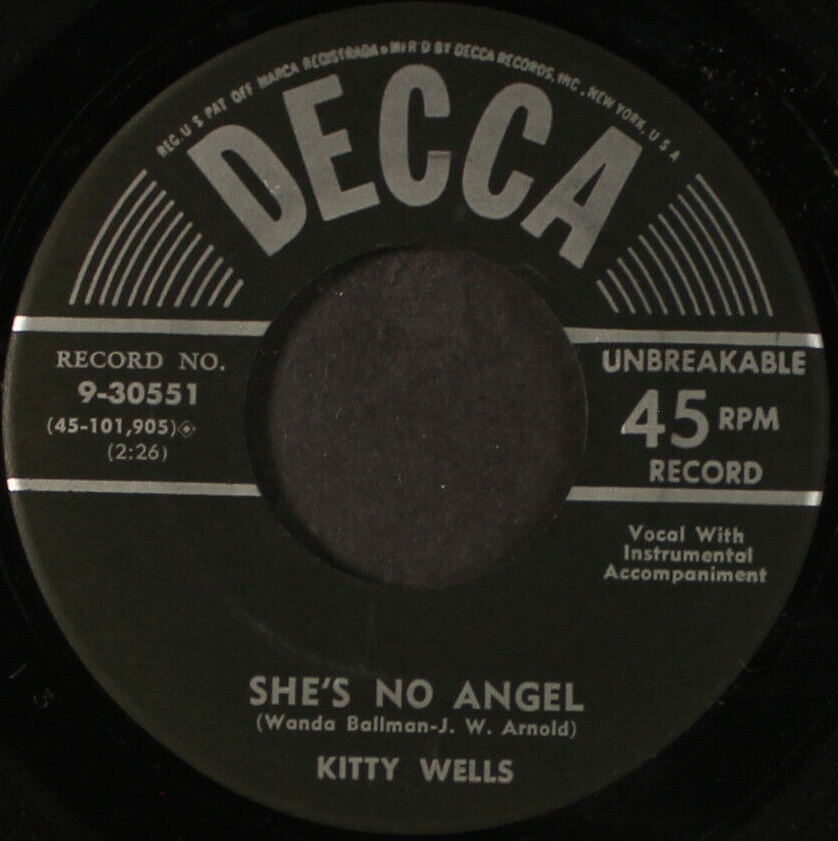 REG. U S PAT OFF MARCA REGISTRADA • M'F'R'D BY DECCA RECORDS, INC., NEW YORK, U S A
DECCA
RECORD NO.
9-30551
(45-101,905)
(2:26)
UNBREAKABLE
45 RPM
RECORD
Vocal With
Instrumental
Accompaniment
SHE'S NO ANGEL
(Wanda Ballman-J. W. Arnold)
KITTY WELLS